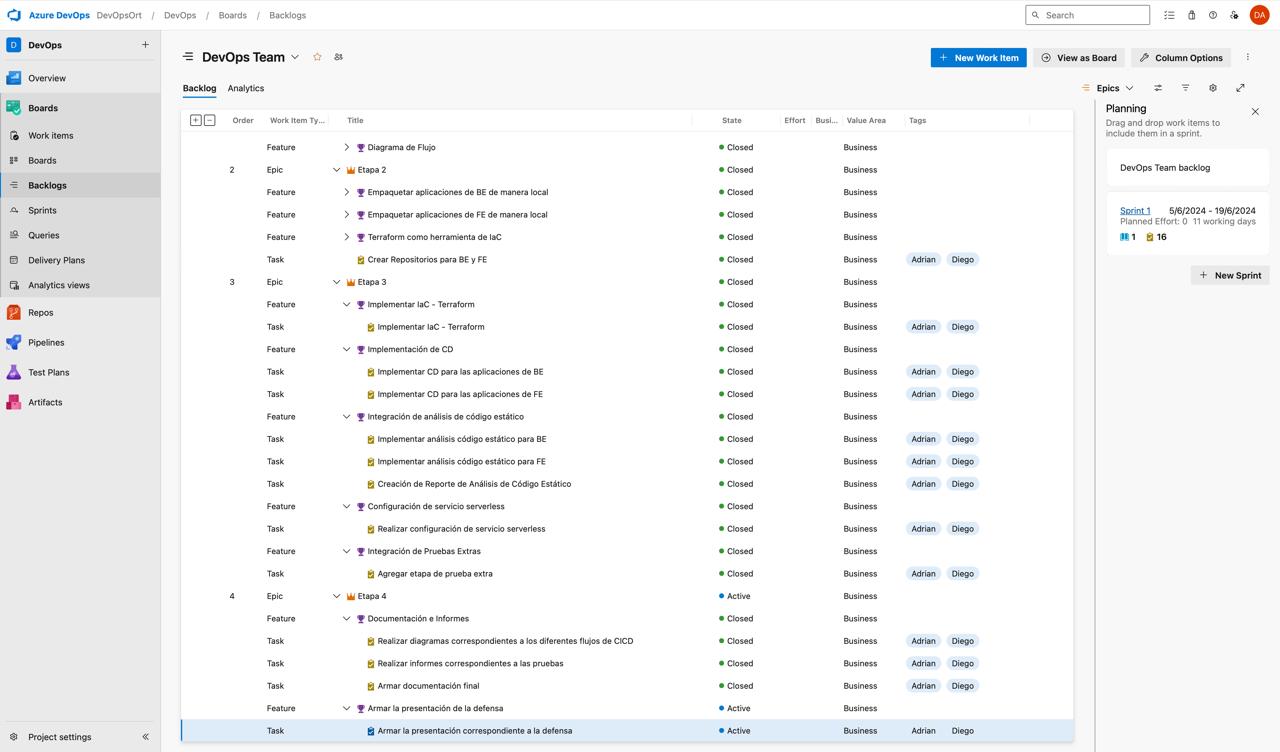 Azure DevOps DevOpsOrt / DevOps / Boards / Backlogs Search DA
D DevOps
Overview
Boards
Work items
Boards
Backlogs
Sprints
Queries
Delivery Plans
Analytics views
Repos
Pipelines
Test Plans
Artifacts
Project settings
DevOps Team New Work Item View as Board Column Options
Backlog Analytics Epics
Order Work Item Ty... Title State Effort Busi... Value Area Tags
Feature Diagrama de Flujo Closed Business
2 Epic Etapa 2 Closed Business
Feature Empaquetar aplicaciones de BE de manera local Closed Business
Feature Empaquetar aplicaciones de FE de manera local Closed Business
Feature Terraform como herramienta de IaC Closed Business
Task Crear Repositorios para BE y FE Closed Business Adrian Diego
3 Epic Etapa 3 Closed Business
Feature Implementar IaC - Terraform Closed Business
Task Implementar IaC - Terraform Closed Business Adrian Diego
Feature Implementación de CD Closed Business
Task Implementar CD para las aplicaciones de BE Closed Business Adrian Diego
Task Implementar CD para las aplicaciones de FE Closed Business Adrian Diego
Feature Integración de análisis de código estático Closed Business
Task Implementar análisis código estático para BE Closed Business Adrian Diego
Task Implementar análisis código estático para FE Closed Business Adrian Diego
Task Creación de Reporte de Análisis de Código Estático Closed Business Adrian Diego
Feature Configuración de servicio serverless Closed Business
Task Realizar configuración de servicio serverless Closed Business Adrian Diego
Feature Integración de Pruebas Extras Closed Business
Task Agregar etapa de prueba extra Closed Business Adrian Diego
4 Epic Etapa 4 Active Business
Feature Documentación e Informes Closed Business
Task Realizar diagramas correspondientes a los diferentes flujos de CICD Closed Business Adrian Diego
Task Realizar informes correspondientes a las pruebas Closed Business Adrian Diego
Task Armar documentación final Closed Business Adrian Diego
Feature Armar la presentación de la defensa Active Business
Task Armar la presentación correspondiente a la defensa Active Business Adrian Diego
Planning
Drag and drop work items to
include them in a sprint.
DevOps Team backlog
Sprint 1 5/6/2024 - 19/6/2024
Planned Effort: 0 11 working days
1 16
New Sprint